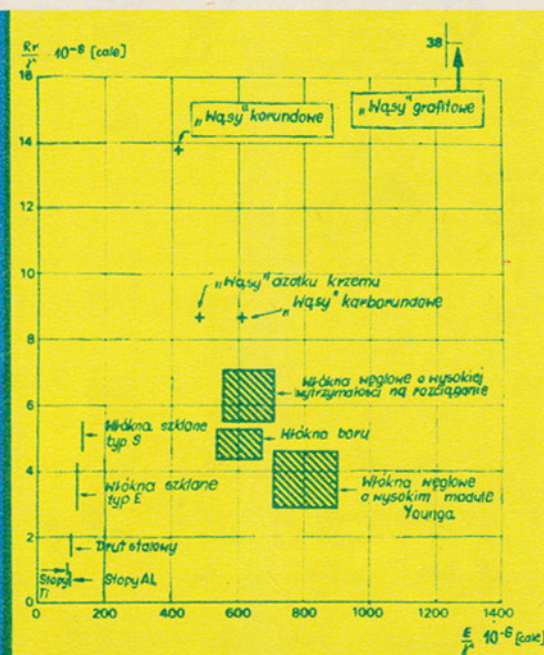 Rr/γ · 10⁻⁶ [cale]
16
14
12
10
8
6
4
2
0
38
„Wąsy" korundowe
„Wąsy" grafitowe
„Wąsy" azotku krzemu
„Wąsy" karborundowe
Włókna węglowe o wysokiej
wytrzymałości na rozciąganie
Włókna szklane
typ S
Włókna boru
Włókna szklane
typ E
Włókna węglowe
o wysokim module
Younga
Drut stalowy
Stopy
Ti
Stopy AL
0 200 400 600 800 1000 1200 1400
E/γ · 10⁻⁶ [cale]